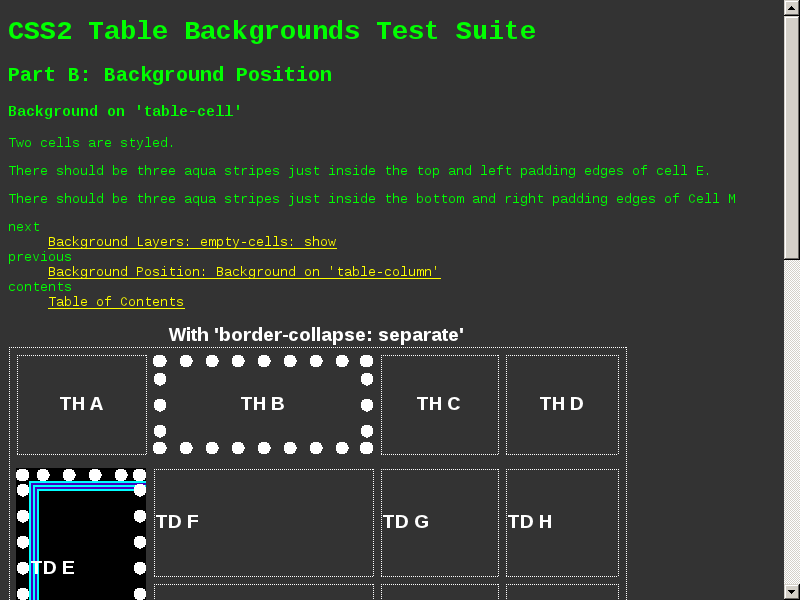 CSS2 Table Backgrounds Test Suite
Part B: Background Position
Background on 'table-cell'
Two cells are styled.
There should be three aqua stripes just inside the top and left padding edges of cell E.
There should be three aqua stripes just inside the bottom and right padding edges of Cell M
next
Background Layers: empty-cells: show
previous
Background Position: Background on 'table-column'
contents
Table of Contents
With 'border-collapse: separate'
TH A TH B TH C TH D
TD F TD G TD H
TD E